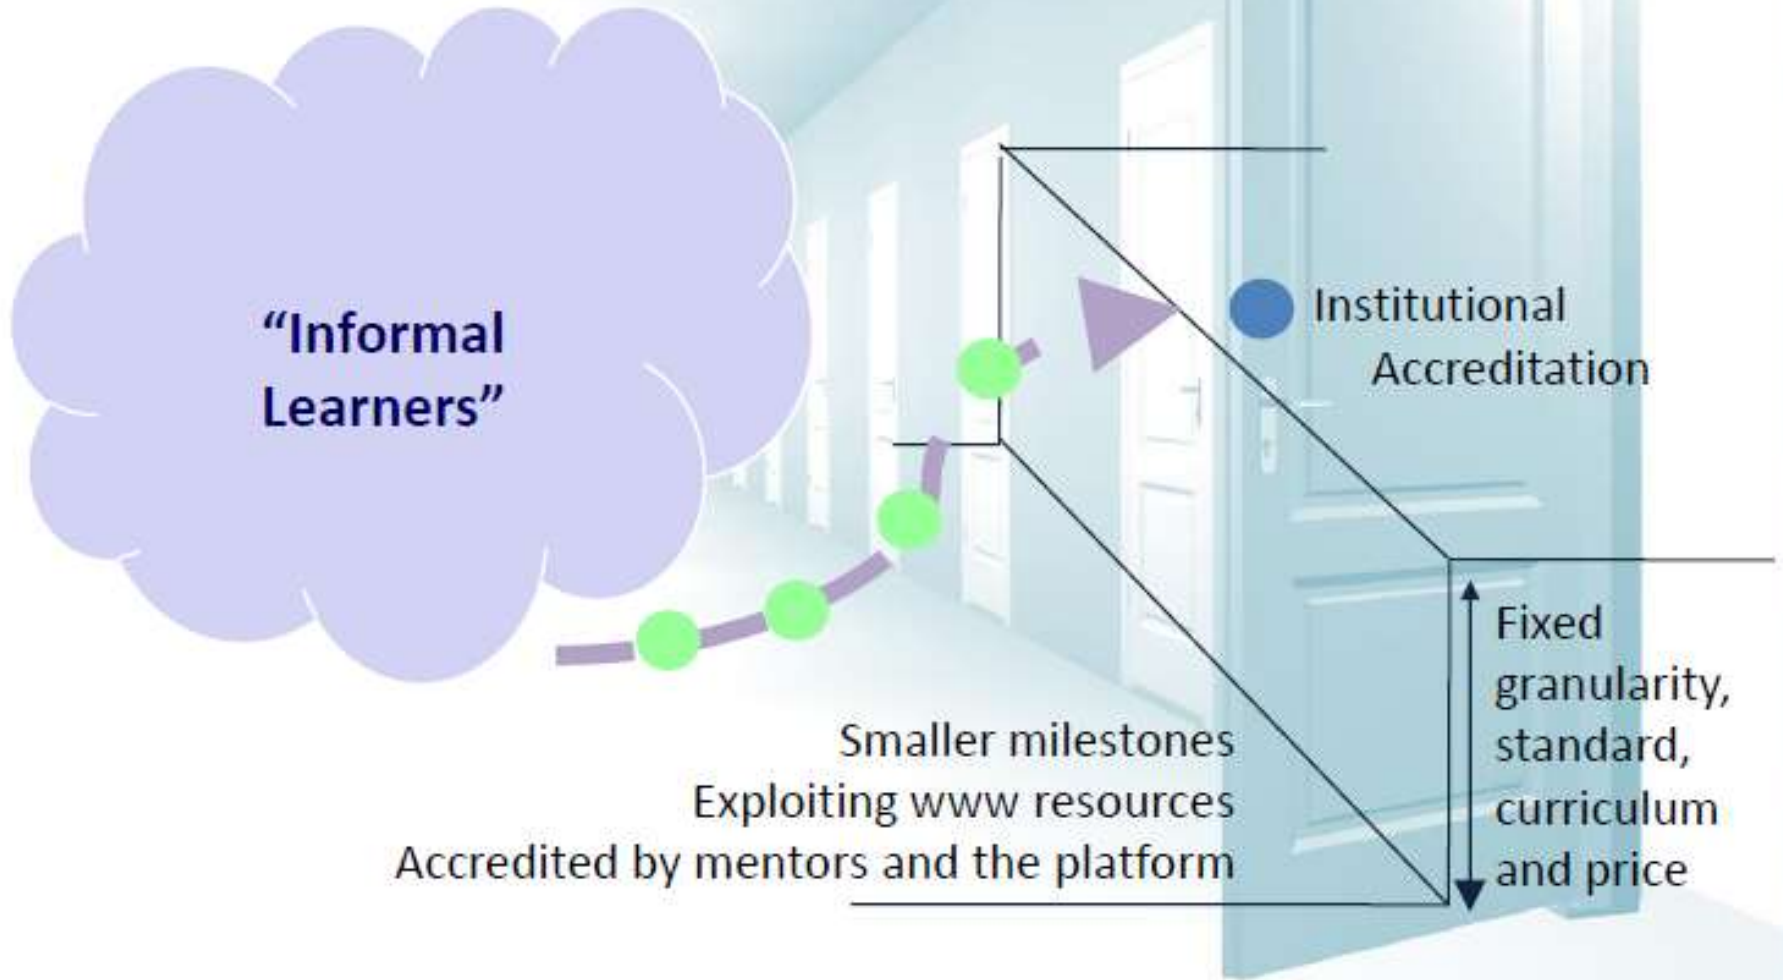 “Informal
Learners”
Institutional
Accreditation
Fixed
granularity,
standard,
curriculum
and price
Smaller milestones
Exploiting www resources
Accredited by mentors and the platform